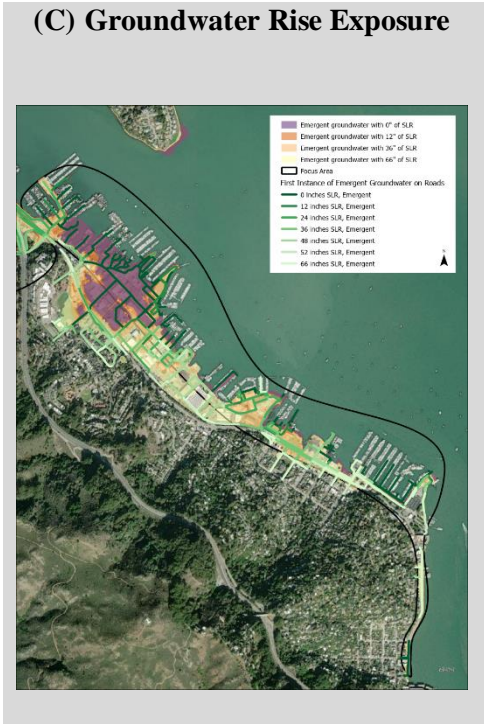 (C) Groundwater Rise Exposure
Emergent groundwater with 0" of SLR
Emergent groundwater with 12" of SLR
Emergent groundwater with 36" of SLR
Emergent groundwater with 66" of SLR
Focus Area
First Instance of Emergent Groundwater on Roads
0 inches SLR, Emergent
12 inches SLR, Emergent
24 inches SLR, Emergent
36 inches SLR, Emergent
48 inches SLR, Emergent
52 inches SLR, Emergent
66 inches SLR, Emergent